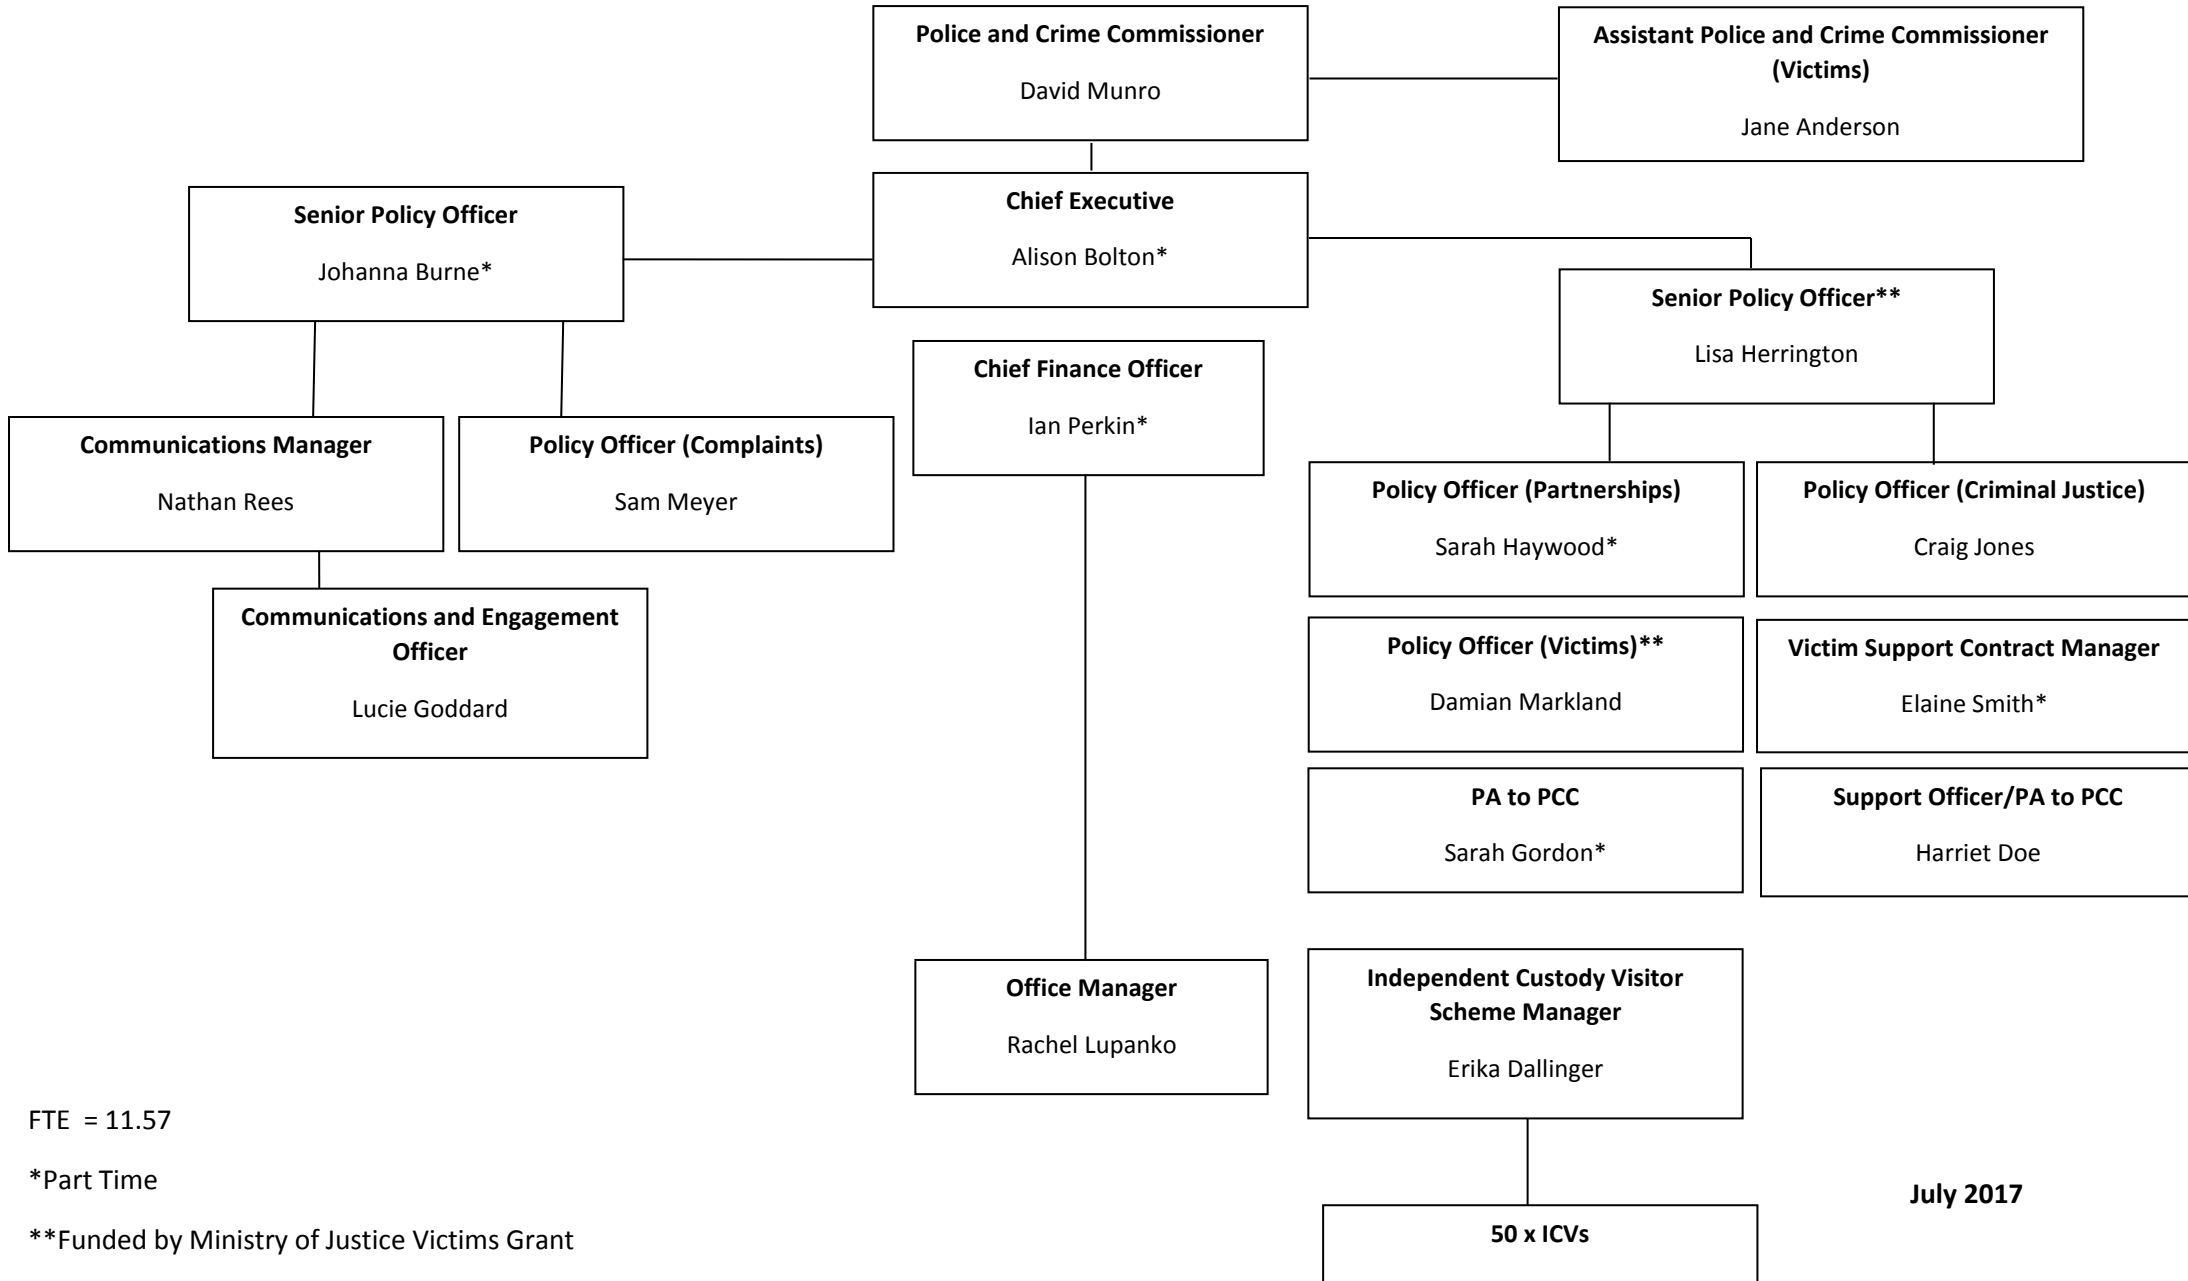 Police and Crime Commissioner
David Munro
Assistant Police and Crime Commissioner
(Victims)
Jane Anderson
Senior Policy Officer
Johanna Burne*
Chief Executive
Alison Bolton*
Senior Policy Officer**
Lisa Herrington
Chief Finance Officer
Ian Perkin*
Communications Manager
Nathan Rees
Policy Officer (Complaints)
Sam Meyer
Policy Officer (Partnerships)
Sarah Haywood*
Policy Officer (Criminal Justice)
Craig Jones
Communications and Engagement
Officer
Lucie Goddard
Policy Officer (Victims)**
Damian Markland
Victim Support Contract Manager
Elaine Smith*
PA to PCC
Sarah Gordon*
Support Officer/PA to PCC
Harriet Doe
Office Manager
Rachel Lupanko
Independent Custody Visitor
Scheme Manager
Erika Dallinger
50 x ICVs
FTE = 11.57
*Part Time
**Funded by Ministry of Justice Victims Grant
July 2017